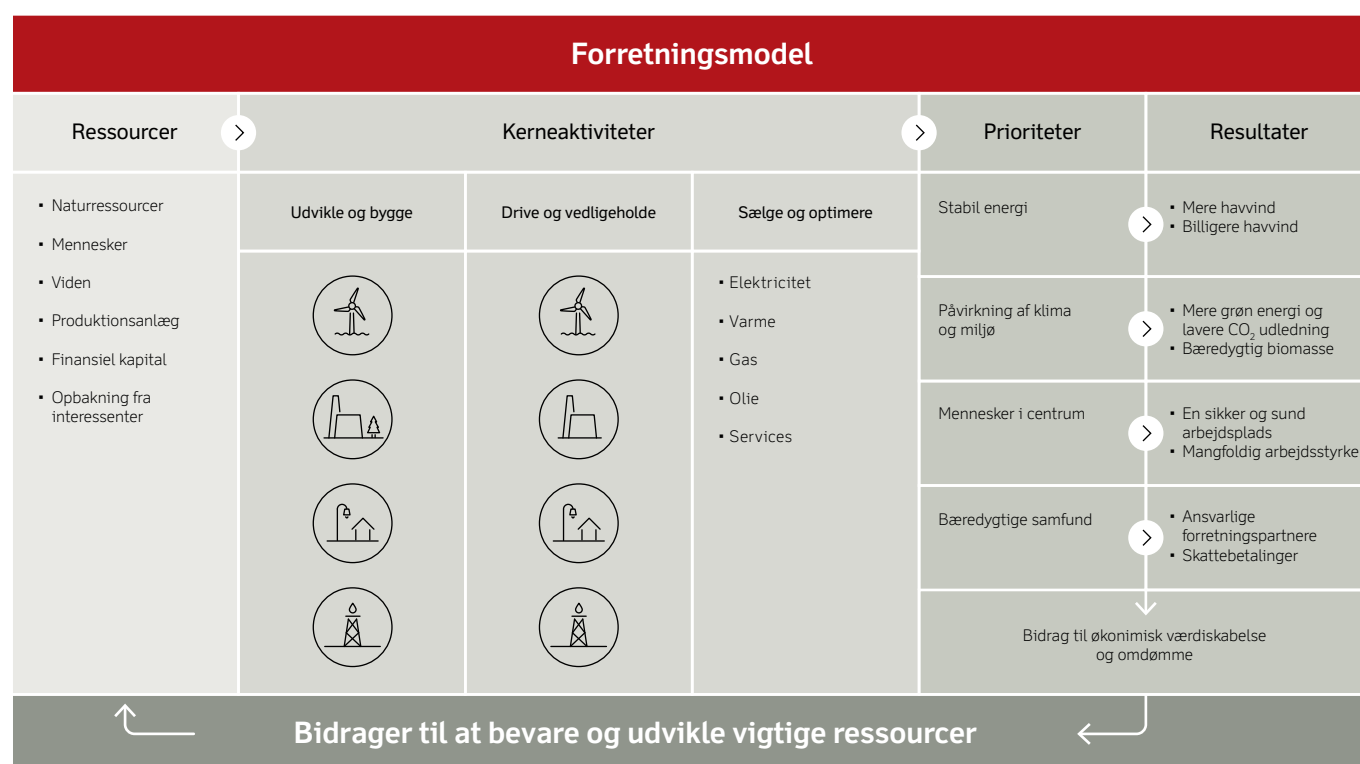 Forretningsmodel
Ressourcer
Kerneaktiviteter
Prioriteter
Resultater
▪ Naturressourcer
▪ Mennesker
▪ Viden
▪ Produktionsanlæg
▪ Finansiel kapital
▪ Opbakning fra
interessenter
Udvikle og bygge
Drive og vedligeholde
Sælge og optimere
▪ Elektricitet
▪ Varme
▪ Gas
▪ Olie
▪ Services
Stabil energi
▪ Mere havvind
▪ Billigere havvind
Påvirkning af klima
og miljø
▪ Mere grøn energi og
lavere CO₂ udledning
▪ Bæredygtig biomasse
Mennesker i centrum
▪ En sikker og sund
arbejdsplads
▪ Mangfoldig arbejdsstyrke
Bæredygtige samfund
▪ Ansvarlige
forretningspartnere
▪ Skattebetalinger
Bidrag til økonimisk værdiskabelse
og omdømme
Bidrager til at bevare og udvikle vigtige ressourcer